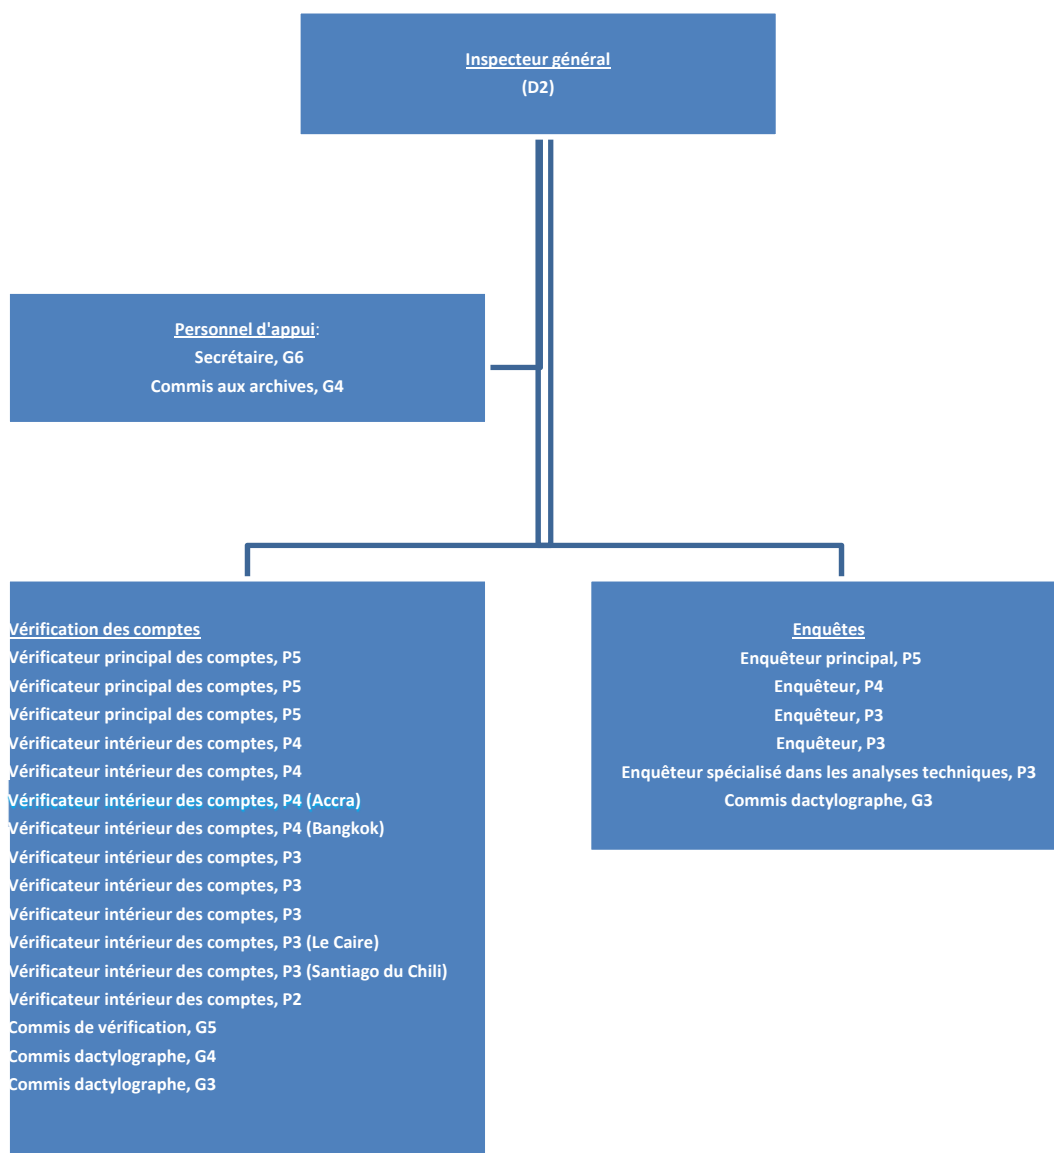 Inspecteur général
(D2)
Personnel d'appui:
Secrétaire, G6
Commis aux archives, G4
Vérification des comptes
Vérificateur principal des comptes, P5
Vérificateur principal des comptes, P5
Vérificateur principal des comptes, P5
Vérificateur intérieur des comptes, P4
Vérificateur intérieur des comptes, P4
Vérificateur intérieur des comptes, P4 (Accra)
Vérificateur intérieur des comptes, P4 (Bangkok)
Vérificateur intérieur des comptes, P3
Vérificateur intérieur des comptes, P3
Vérificateur intérieur des comptes, P3
Vérificateur intérieur des comptes, P3 (Le Caire)
Vérificateur intérieur des comptes, P3 (Santiago du Chili)
Vérificateur intérieur des comptes, P2
Commis de vérification, G5
Commis dactylographe, G4
Commis dactylographe, G3
Enquêtes
Enquêteur principal, P5
Enquêteur, P4
Enquêteur, P3
Enquêteur, P3
Enquêteur spécialisé dans les analyses techniques, P3
Commis dactylographe, G3